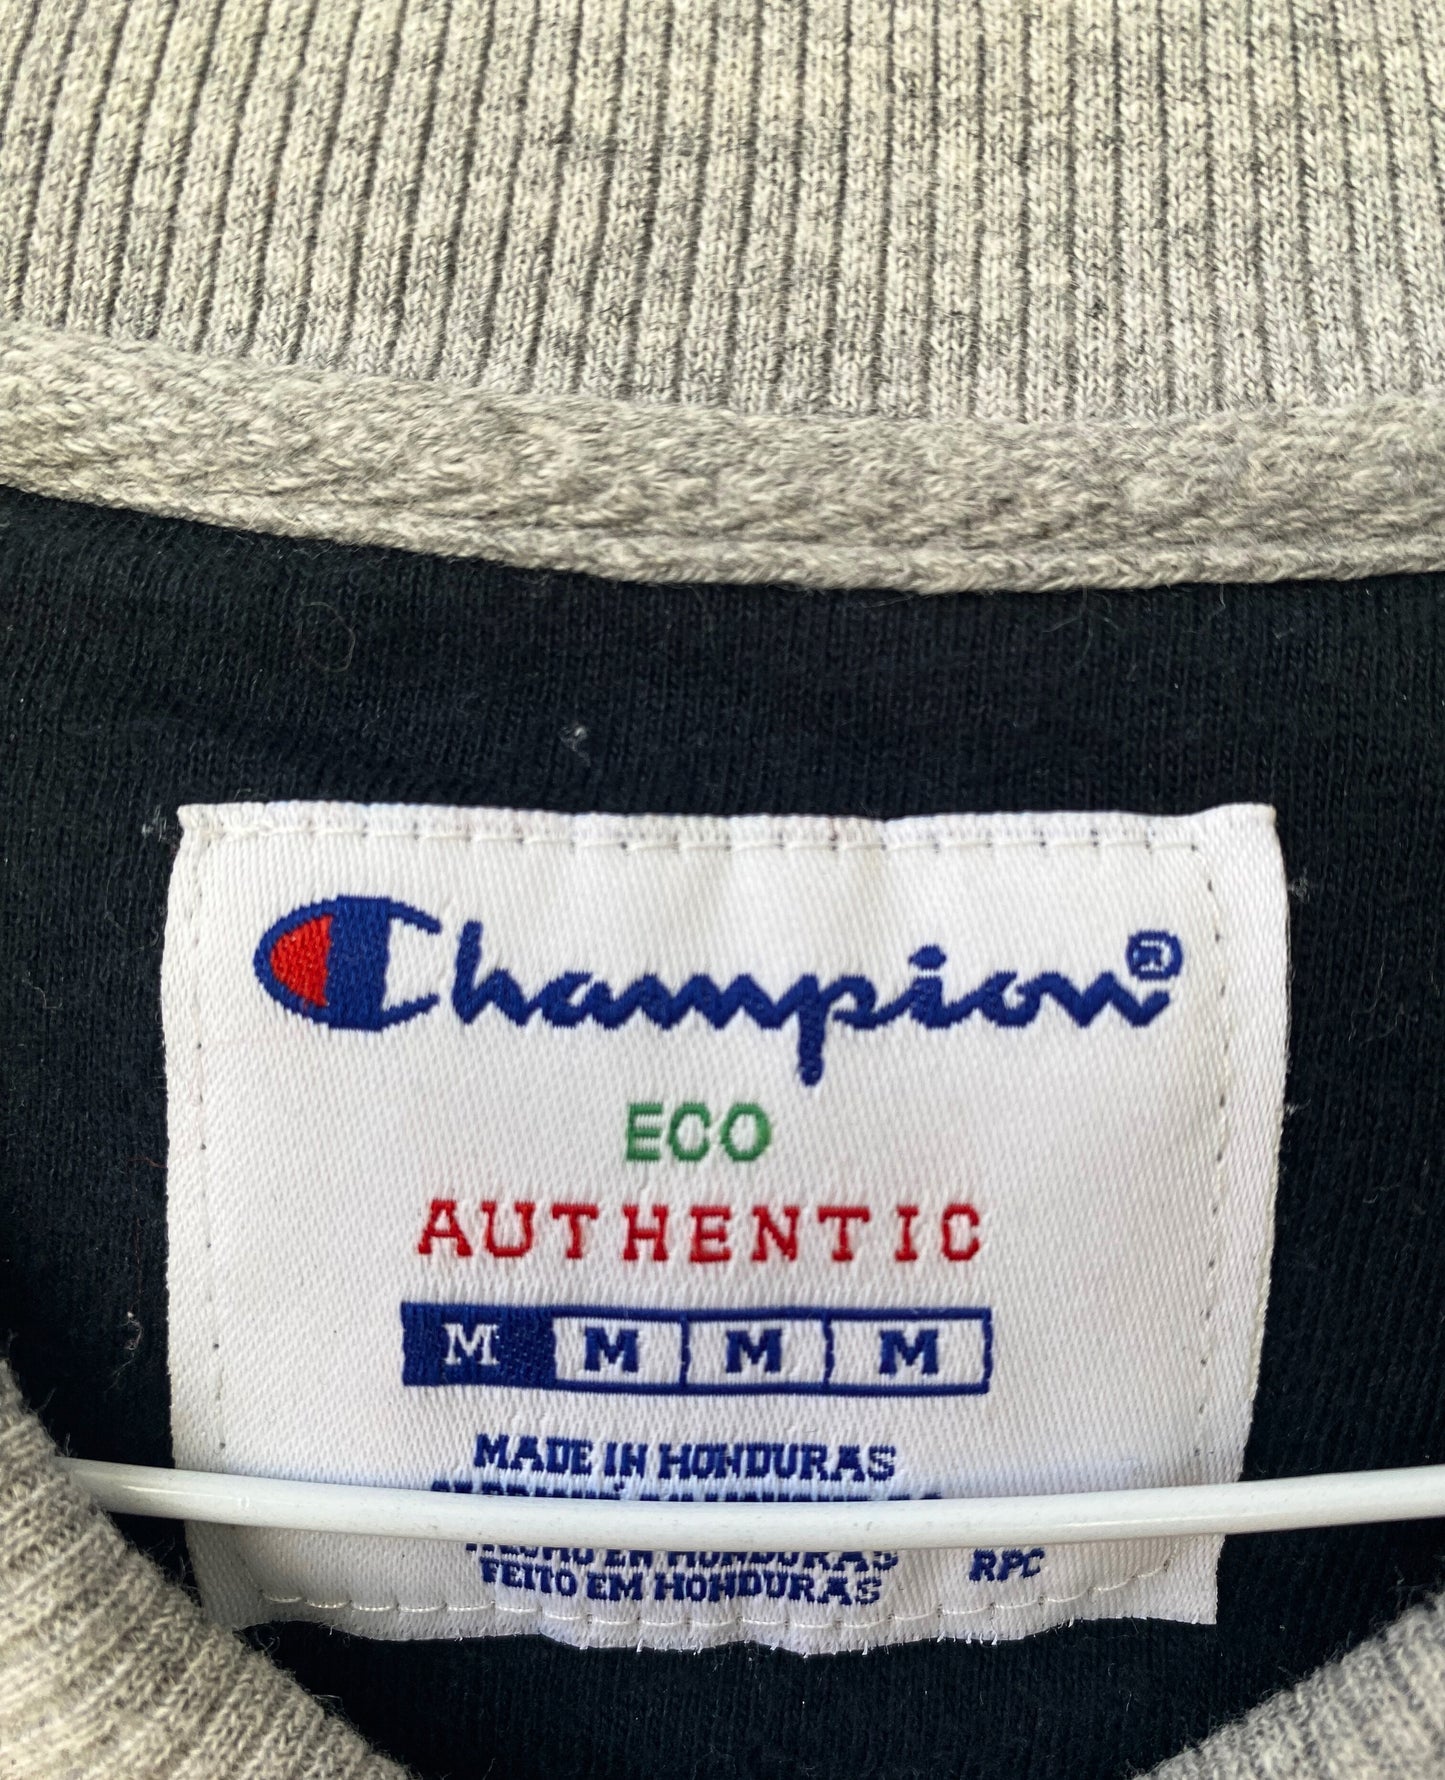 Champion®
ECO
AUTHENTIC
M M M M
MADE IN HONDURAS
HECHO EN HONDURAS
FEITO EM HONDURAS RPC